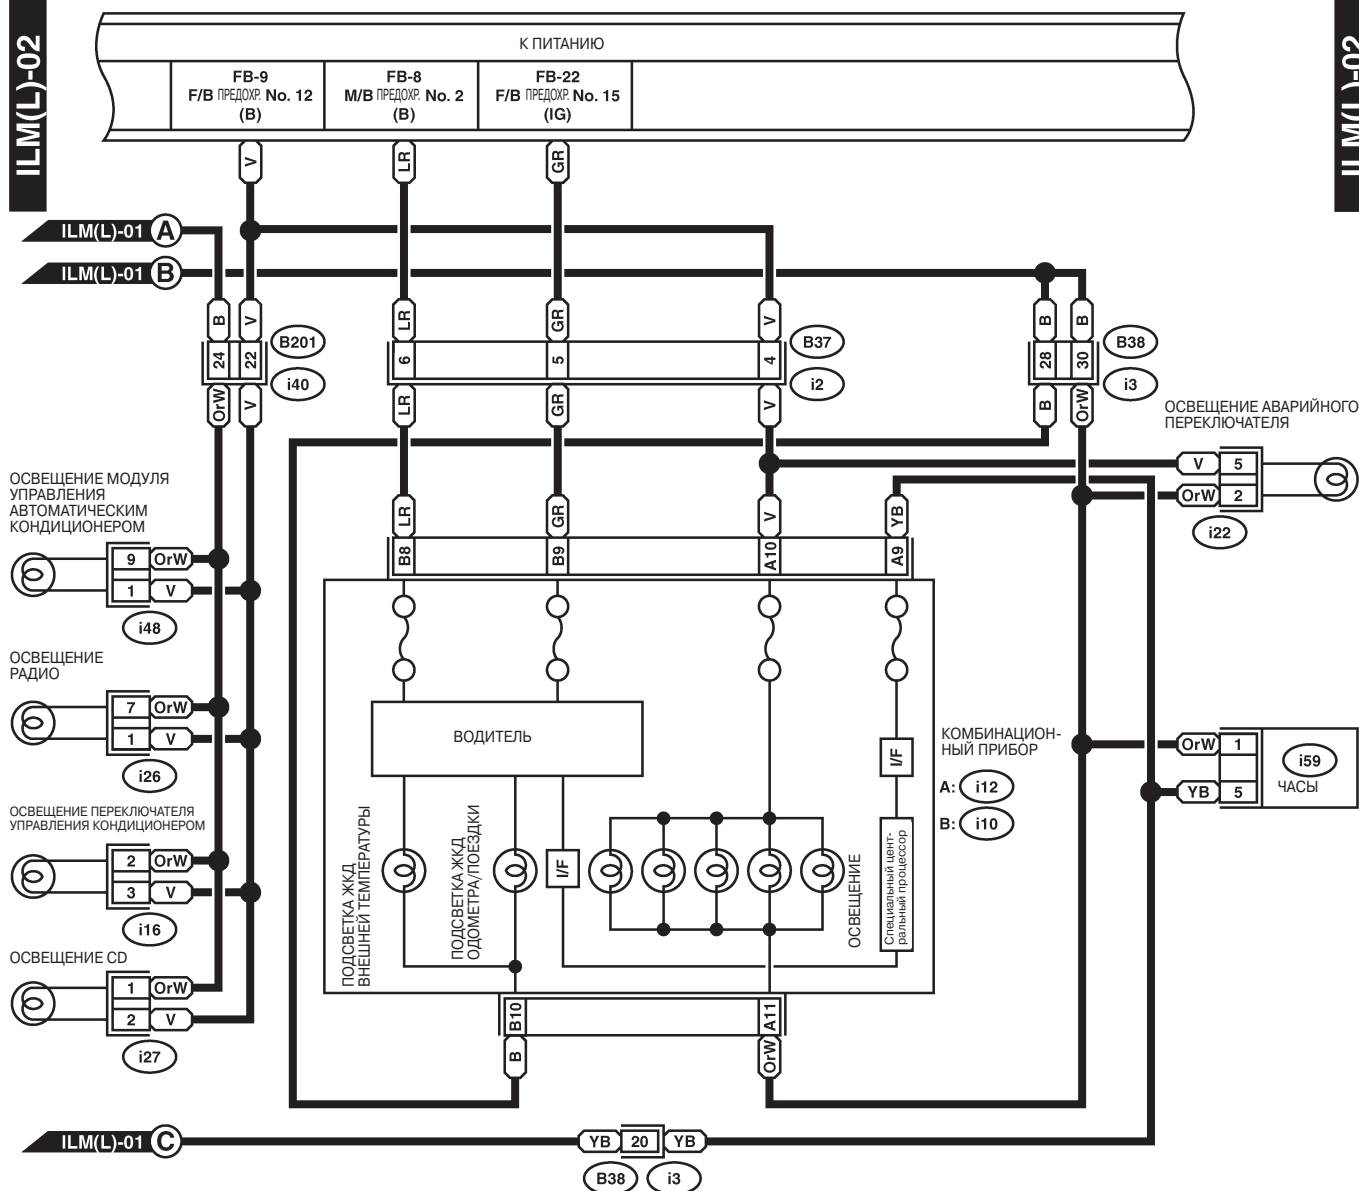 ILM(L)-02
ILM(L)-02
К ПИТАНИЮ
FB-9
F/B ПРЕДОХР. No. 12
(B)
FB-8
M/B ПРЕДОХР. No. 2
(B)
FB-22
F/B ПРЕДОХР. No. 15
(IG)
V
LR
GR
ILM(L)-01 A
ILM(L)-01 B
B
V
LR
GR
V
B
B
24
22
B201
i40
6
5
4
B37
i2
28
30
B38
i3
OrW
V
LR
GR
V
B
OrW
ОСВЕЩЕНИЕ АВАРИЙНОГО
ПЕРЕКЛЮЧАТЕЛЯ
V 5
OrW 2
i22
ОСВЕЩЕНИЕ МОДУЛЯ
УПРАВЛЕНИЯ
АВТОМАТИЧЕСКИМ
КОНДИЦИОНЕРОМ
9 OrW
1 V
i48
LR
GR
V
YB
B8
B9
A10
A9
ОСВЕЩЕНИЕ
РАДИО
7 OrW
1 V
i26
ВОДИТЕЛЬ
I/F
КОМБИНАЦИОН-
НЫЙ ПРИБОР
A: i12
B: i10
OrW 1
YB 5
i59
ЧАСЫ
ОСВЕЩЕНИЕ ПЕРЕКЛЮЧАТЕЛЯ
УПРАВЛЕНИЯ КОНДИЦИОНЕРОМ
2 OrW
3 V
i16
ПОДСВЕТКА ЖКД
ВНЕШНЕЙ ТЕМПЕРАТУРЫ
ПОДСВЕТКА ЖКД
ОДОМЕТРА/ПОЕЗДКИ
I/F
ОСВЕЩЕНИЕ
Специальный цент-
ральный процессор
ОСВЕЩЕНИЕ CD
1 OrW
2 V
i27
B10
A11
B
OrW
ILM(L)-01 C
YB 20 YB
B38
i3